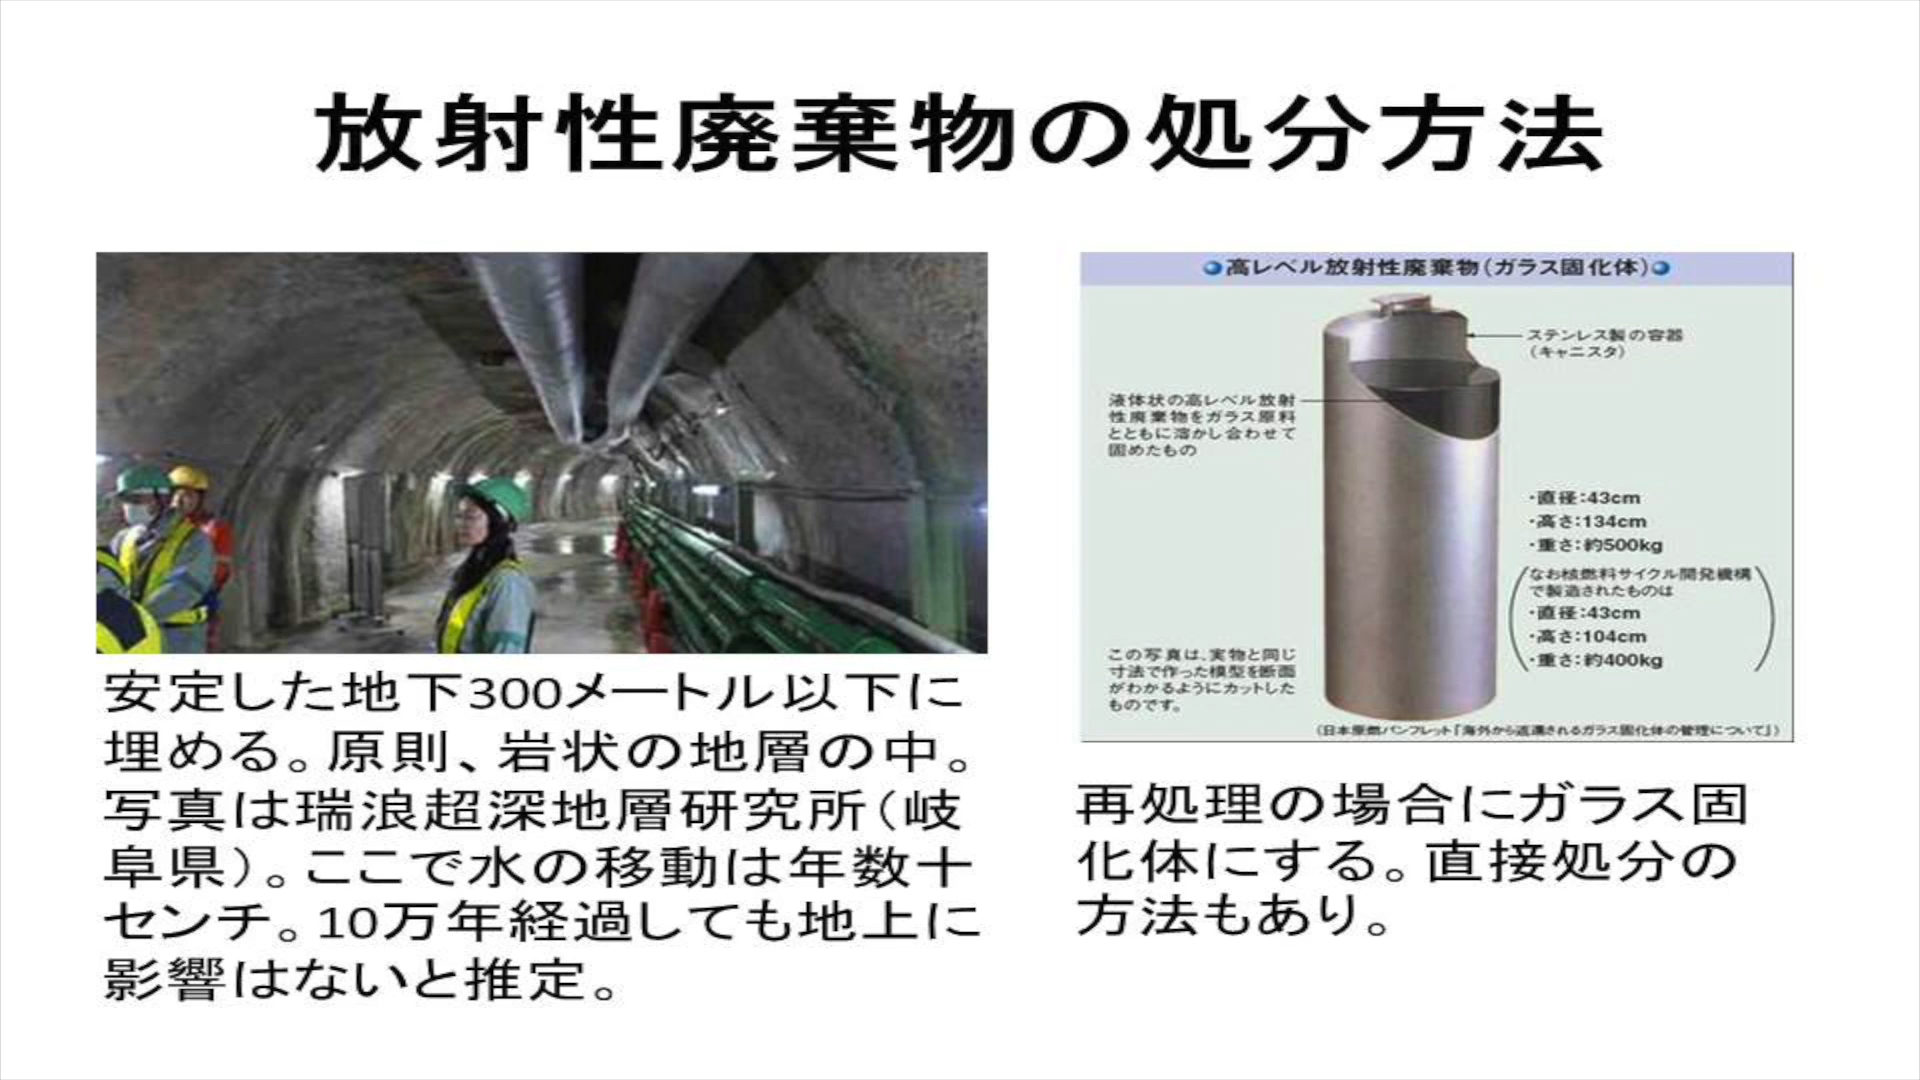 放射性廃棄物の処分方法
安定した地下300メートル以下に
埋める。原則、岩状の地層の中。
写真は瑞浪超深地層研究所（岐
阜県）。ここで水の移動は年数十
センチ。10万年経過しても地上に
影響はないと推定。
高レベル放射性廃棄物(ガラス固化体)
ステンレス製の容器
(キャニスタ)
液体状の高レベル放射
性廃棄物をガラス原料
とともに溶かし合わせて
固めたもの
・直径:43cm
・高さ:134cm
・重さ:約500kg
なお核燃料サイクル開発機構
で製造されたものは
・直径:43cm
・高さ:104cm
・重さ:約400kg
この写真は、実物と同じ
寸法で作った模型を断面
がわかるようにカットした
ものです。
(日本原燃パンフレット「海外から返還されるガラス固化体の管理について」)
再処理の場合にガラス固
化体にする。直接処分の
方法もあり。